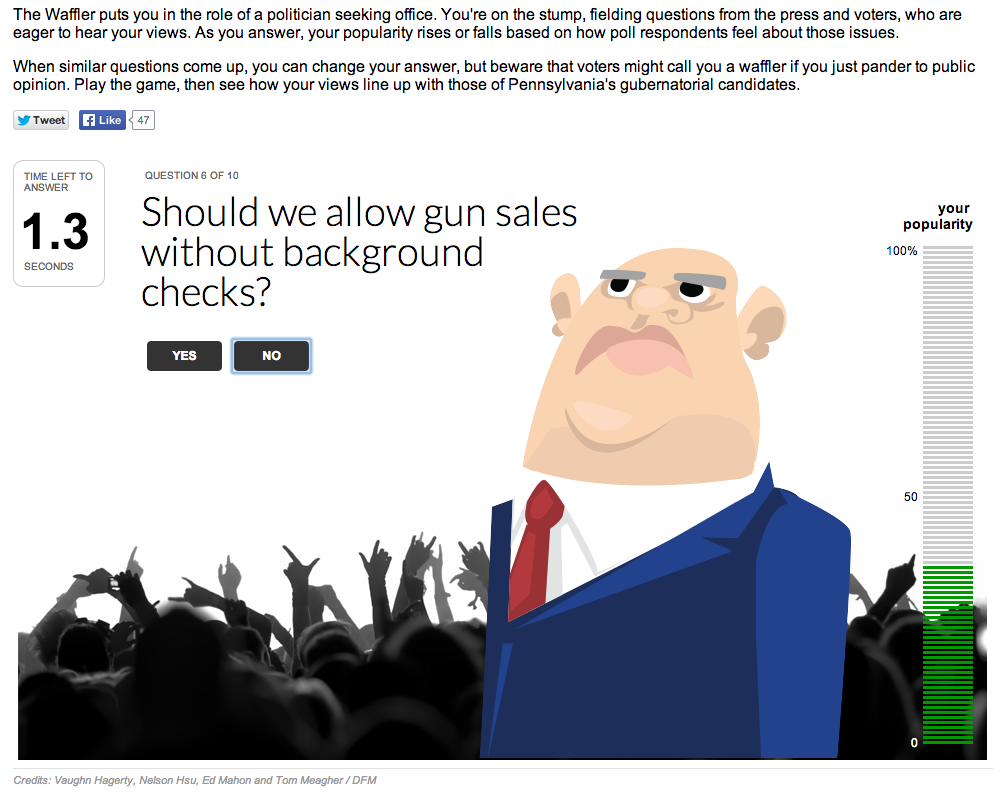 The Waffler puts you in the role of a politician seeking office. You're on the stump, fielding questions from the press and voters, who are
eager to hear your views. As you answer, your popularity rises or falls based on how poll respondents feel about those issues.
When similar questions come up, you can change your answer, but beware that voters might call you a waffler if you just pander to public
opinion. Play the game, then see how your views line up with those of Pennsylvania's gubernatorial candidates.
Tweet
Like
47
TIME LEFT TO
ANSWER
1.3
SECONDS
QUESTION 6 OF 10
Should we allow gun sales
without background
checks?
YES
NO
your
popularity
100%
50
0
Credits: Vaughn Hagerty, Nelson Hsu, Ed Mahon and Tom Meagher / DFM